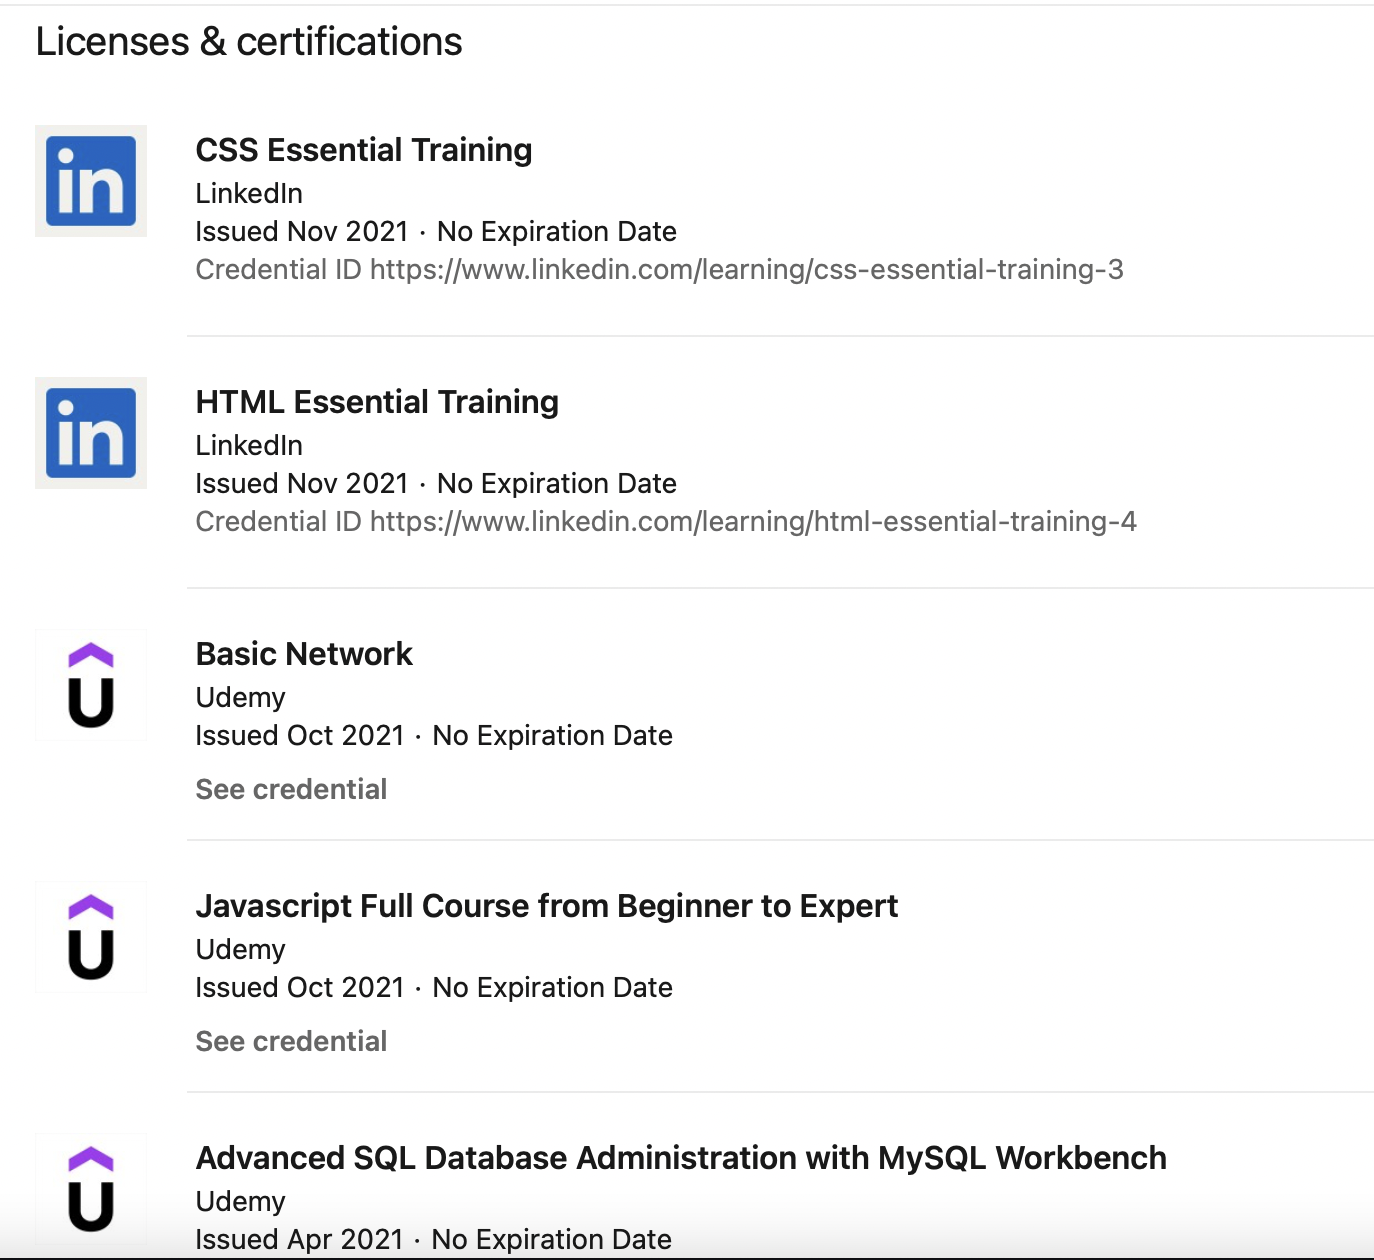 Licenses & certifications
in
CSS Essential Training
LinkedIn
Issued Nov 2021 · No Expiration Date
Credential ID https://www.linkedin.com/learning/css-essential-training-3
in
HTML Essential Training
LinkedIn
Issued Nov 2021 · No Expiration Date
Credential ID https://www.linkedin.com/learning/html-essential-training-4
Basic Network
Udemy
Issued Oct 2021 · No Expiration Date
See credential
Javascript Full Course from Beginner to Expert
Udemy
Issued Oct 2021 · No Expiration Date
See credential
Advanced SQL Database Administration with MySQL Workbench
Udemy
Issued Apr 2021 · No Expiration Date